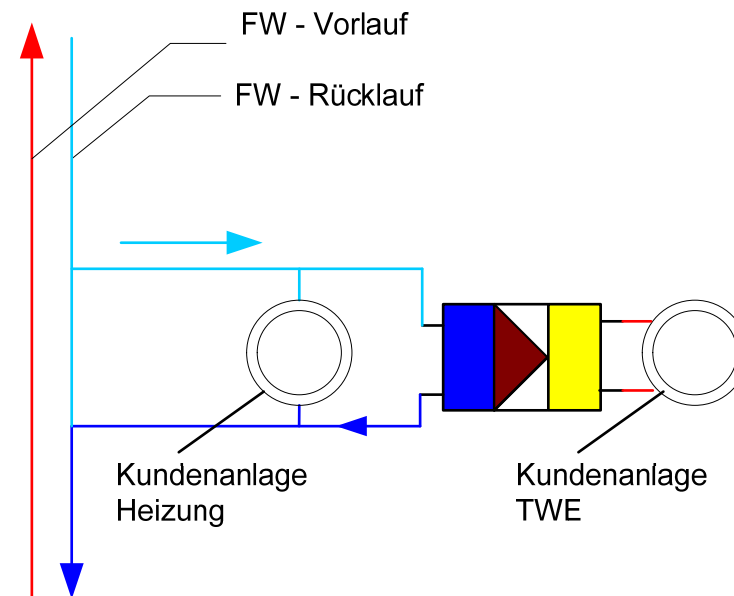 FW - Vorlauf
FW - Rücklauf
Kundenanlage
Heizung
Kundenanlage
TWE